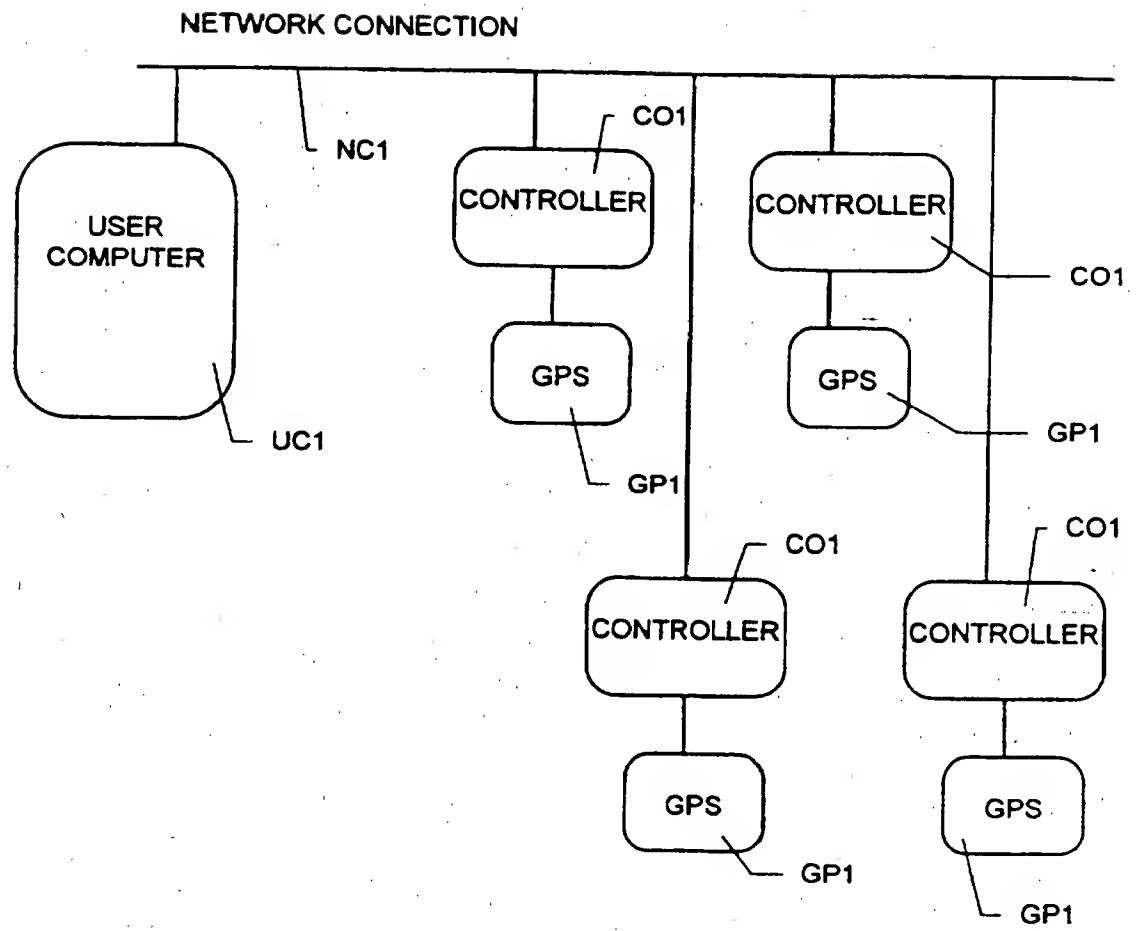 NETWORK CONNECTION
NC1
CO1
CONTROLLER
CONTROLLER
USER
COMPUTER
CO1
GPS
GPS
UC1
GP1
GP1
CO1
CO1
CONTROLLER
CONTROLLER
GPS
GPS
GP1
GP1